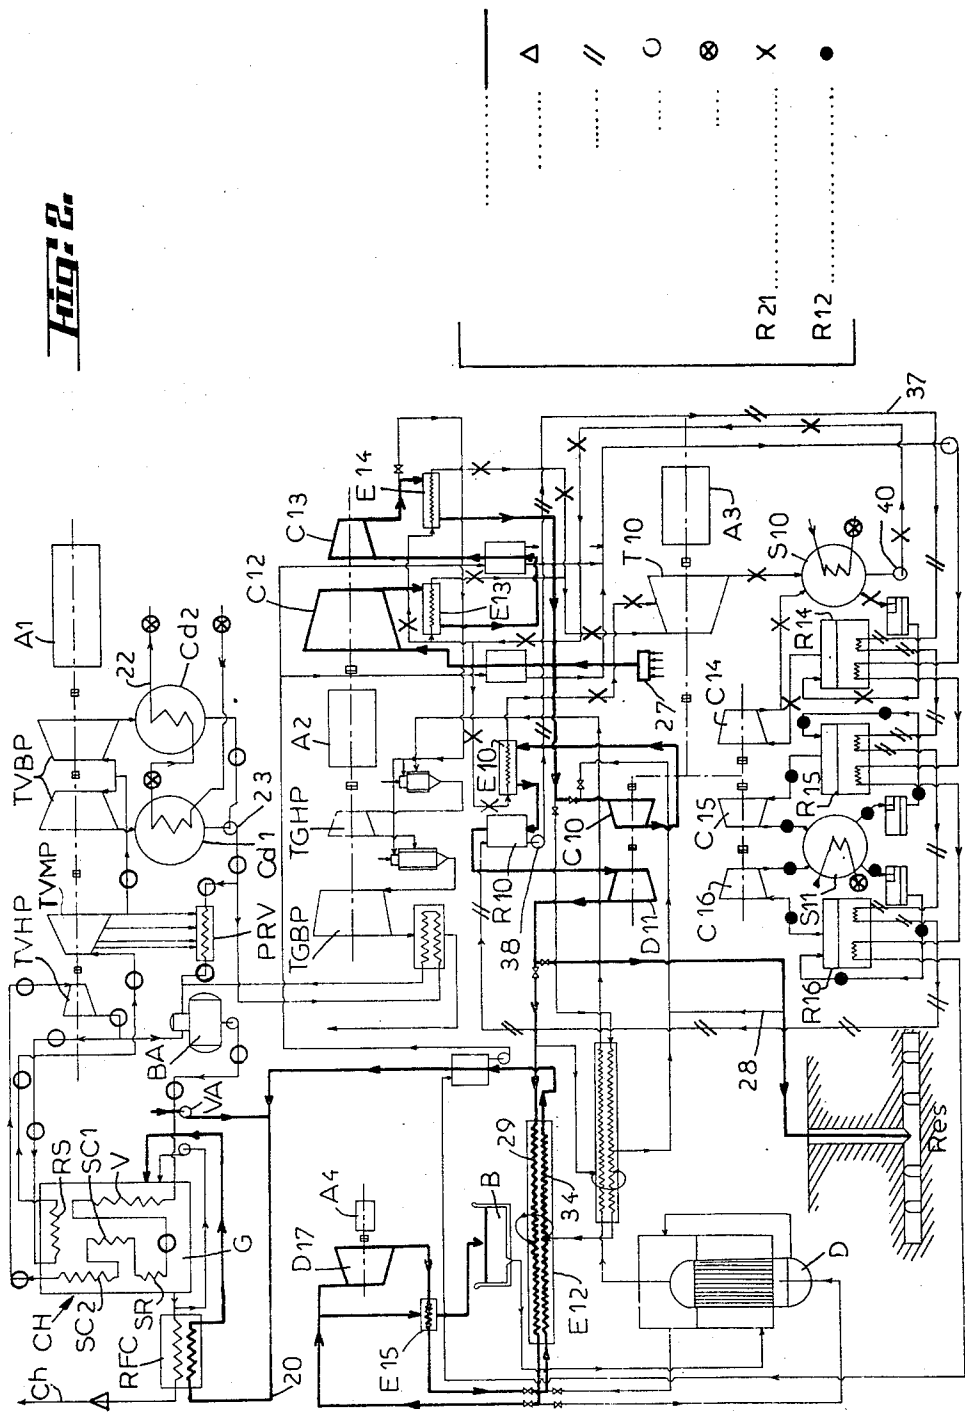 Fig: 2.
A1
TVBP
22
Cd2
TVMP
TVHP
Cd1
23
PRV
BA
VA
RS
SC1
V
G
CH
SC2
SR
RFC
Ch
20
C13
E14
C12
E13
A2
TGHP
TGBP
E10
R10
38
27
C10
D11
A3
T10
S10
40
37
R14
C14
R15
C15
C16
S11
R16
28
Res
A4
D17
E15
B
29
34
E12
D
R21
R12